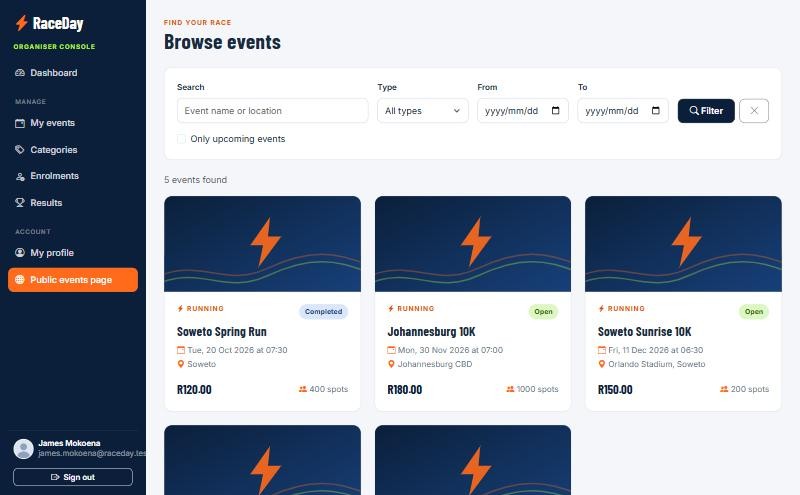 RaceDay
ORGANISER CONSOLE
Dashboard
MANAGE
My events
Categories
Enrolments
Results
ACCOUNT
My profile
Public events page
James Mokoena
james.mokoena@raceday.tes
Sign out
FIND YOUR RACE
Browse events
Search
Type
From
To
Event name or location
All types
yyyy/mm/dd
yyyy/mm/dd
Filter
Only upcoming events
5 events found
RUNNING
Completed
Soweto Spring Run
Tue, 20 Oct 2026 at 07:30
Soweto
R120.00
400 spots
RUNNING
Open
Johannesburg 10K
Mon, 30 Nov 2026 at 07:00
Johannesburg CBD
R180.00
1000 spots
RUNNING
Open
Soweto Sunrise 10K
Fri, 11 Dec 2026 at 06:30
Orlando Stadium, Soweto
R150.00
200 spots